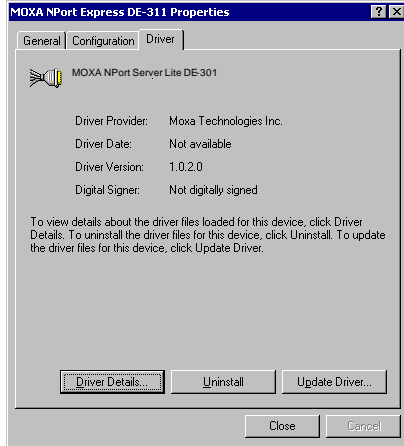 MOXA NPort Express DE-311 Properties
General Configuration Driver
MOXA NPort Server Lite DE-301
Driver Provider: Moxa Technologies Inc.
Driver Date: Not available
Driver Version: 1.0.2.0
Digital Signer: Not digitally signed
To view details about the driver files loaded for this device, click Driver
Details. To uninstall the driver files for this device, click Uninstall. To update
the driver files for this device, click Update Driver.
Driver Details... Uninstall Update Driver...
Close Cancel